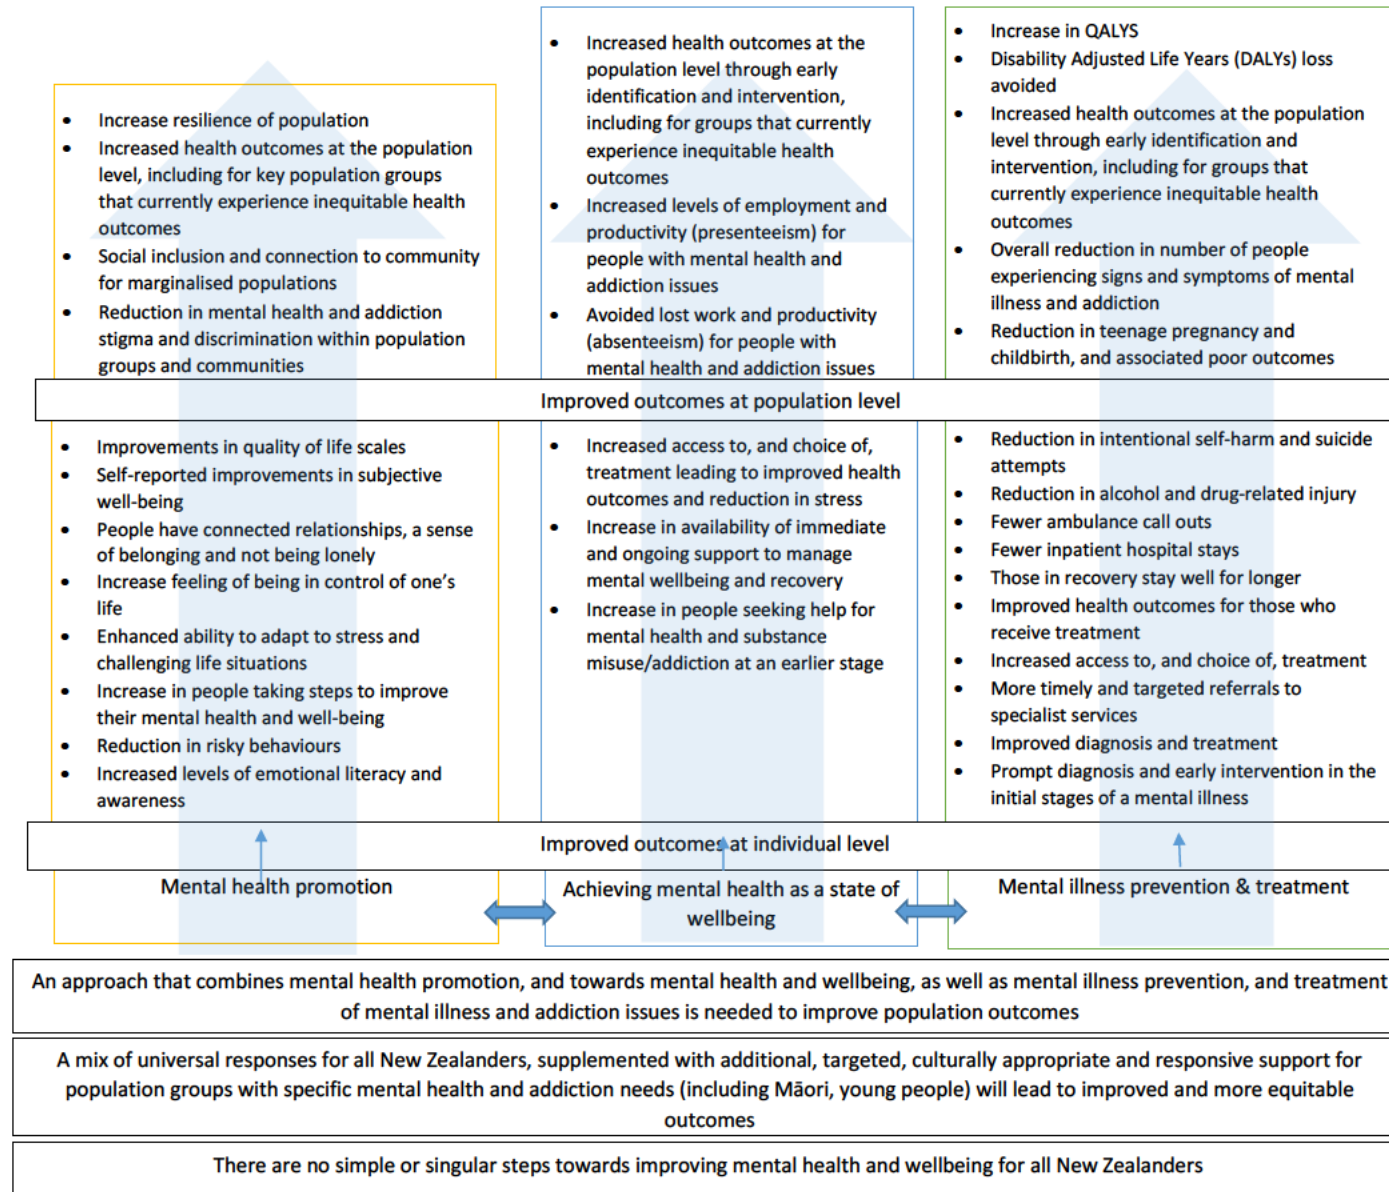 • Increase resilience of population
• Increased health outcomes at the population
level, including for key population groups
that currently experience inequitable health
outcomes
• Social inclusion and connection to community
for marginalised populations
• Reduction in mental health and addiction
stigma and discrimination within population
groups and communities
• Increased health outcomes at the
population level through early
identification and intervention,
including for groups that currently
experience inequitable health
outcomes
• Increased levels of employment and
productivity (presenteeism) for
people with mental health and
addiction issues
• Avoided lost work and productivity
(absenteeism) for people with
mental health and addiction issues
• Increase in QALYS
• Disability Adjusted Life Years (DALYs) loss
avoided
• Increased health outcomes at the population
level through early identification and
intervention, including for groups that
currently experience inequitable health
outcomes
• Overall reduction in number of people
experiencing signs and symptoms of mental
illness and addiction
• Reduction in teenage pregnancy and
childbirth, and associated poor outcomes
Improved outcomes at population level
• Improvements in quality of life scales
• Self-reported improvements in subjective
well-being
• People have connected relationships, a sense
of belonging and not being lonely
• Increase feeling of being in control of one’s
life
• Enhanced ability to adapt to stress and
challenging life situations
• Increase in people taking steps to improve
their mental health and well-being
• Reduction in risky behaviours
• Increased levels of emotional literacy and
awareness
• Increased access to, and choice of,
treatment leading to improved health
outcomes and reduction in stress
• Increase in availability of immediate
and ongoing support to manage
mental wellbeing and recovery
• Increase in people seeking help for
mental health and substance
misuse/addiction at an earlier stage
• Reduction in intentional self-harm and suicide
attempts
• Reduction in alcohol and drug-related injury
• Fewer ambulance call outs
• Fewer inpatient hospital stays
• Those in recovery stay well for longer
• Improved health outcomes for those who
receive treatment
• Increased access to, and choice of, treatment
• More timely and targeted referrals to
specialist services
• Improved diagnosis and treatment
• Prompt diagnosis and early intervention in the
initial stages of a mental illness
Improved outcomes at individual level
Mental health promotion
Achieving mental health as a state of
wellbeing
Mental illness prevention & treatment
An approach that combines mental health promotion, and towards mental health and wellbeing, as well as mental illness prevention, and treatment
of mental illness and addiction issues is needed to improve population outcomes
A mix of universal responses for all New Zealanders, supplemented with additional, targeted, culturally appropriate and responsive support for
population groups with specific mental health and addiction needs (including Māori, young people) will lead to improved and more equitable
outcomes
There are no simple or singular steps towards improving mental health and wellbeing for all New Zealanders